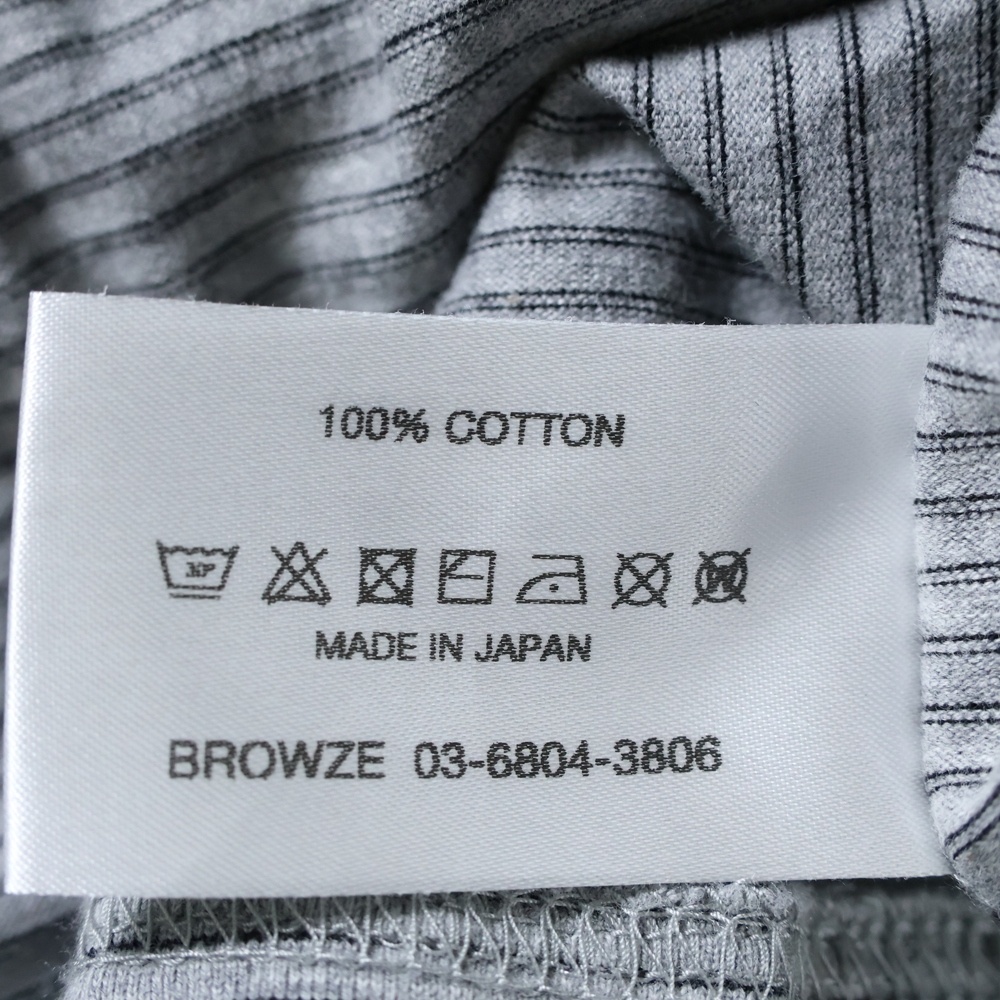 100% COTTON
MADE IN JAPAN
BROWZE 03-6804-3806